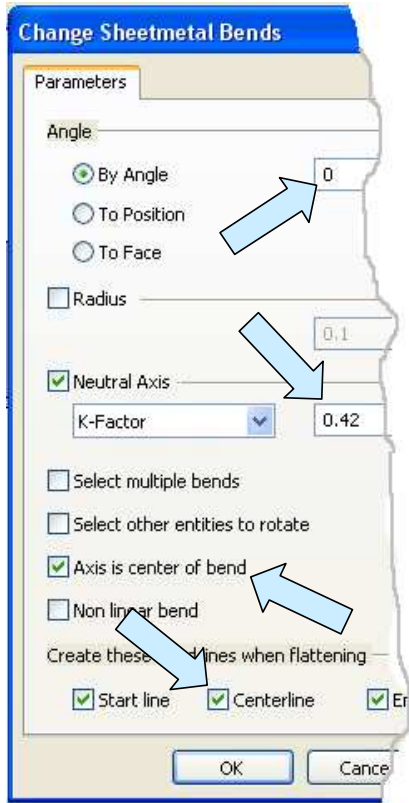 Change Sheetmetal Bends
Parameters
Angle
By Angle 0
To Position
To Face
Radius
0.1
Neutral Axis
K-Factor 0.42
Select multiple bends
Select other entities to rotate
Axis is center of bend
Non linear bend
Create these lines when flattening
Start line Centerline
OK Cance